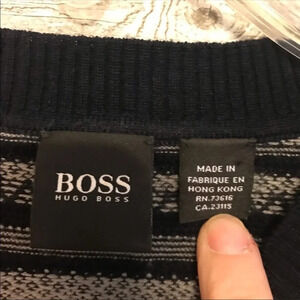 BOSS
HUGO BOSS
MADE IN
FABRIQUE EN
HONG KONG
RN.73616
CA.23115